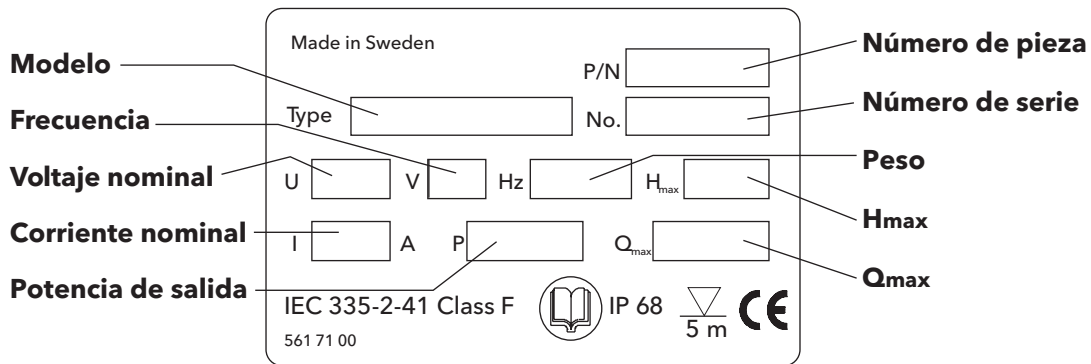 Made in Sweden
Modelo
Número de pieza
P/N
Número de serie
Frecuencia
Type
No.
Voltaje nominal
U
V
Hz
Hmax
Peso
Corriente nominal
I
A
P
Qmax
Hmax
Potencia de salida
Qmax
IEC 335-2-41 Class F
IP 68
5 m
CE
561 71 00